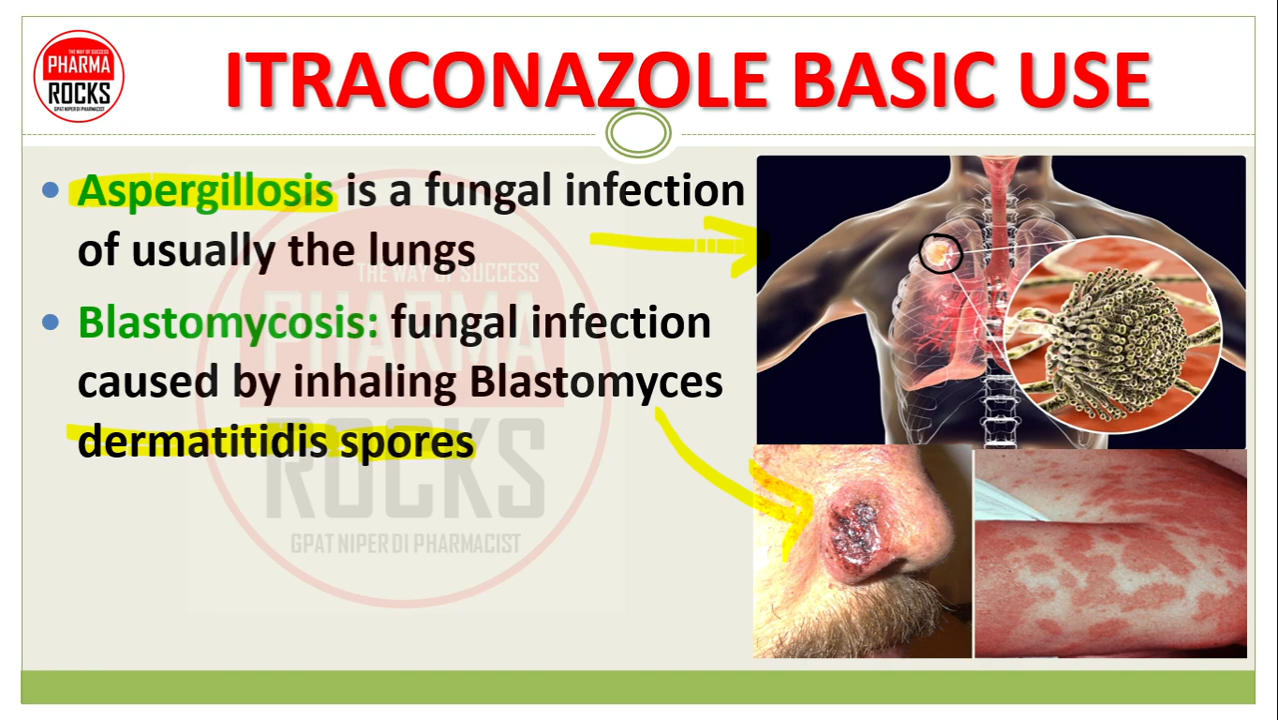 THE WAY OF SUCCESS
PHARMA
ROCKS
GPAT NIPER DI PHARMACIST
ITRACONAZOLE BASIC USE
• Aspergillosis is a fungal infection
of usually the lungs
• Blastomycosis: fungal infection
caused by inhaling Blastomyces
dermatitidis spores
THE WAY OF SUCCESS
PHARMA
ROCKS
GPAT NIPER DI PHARMACIST